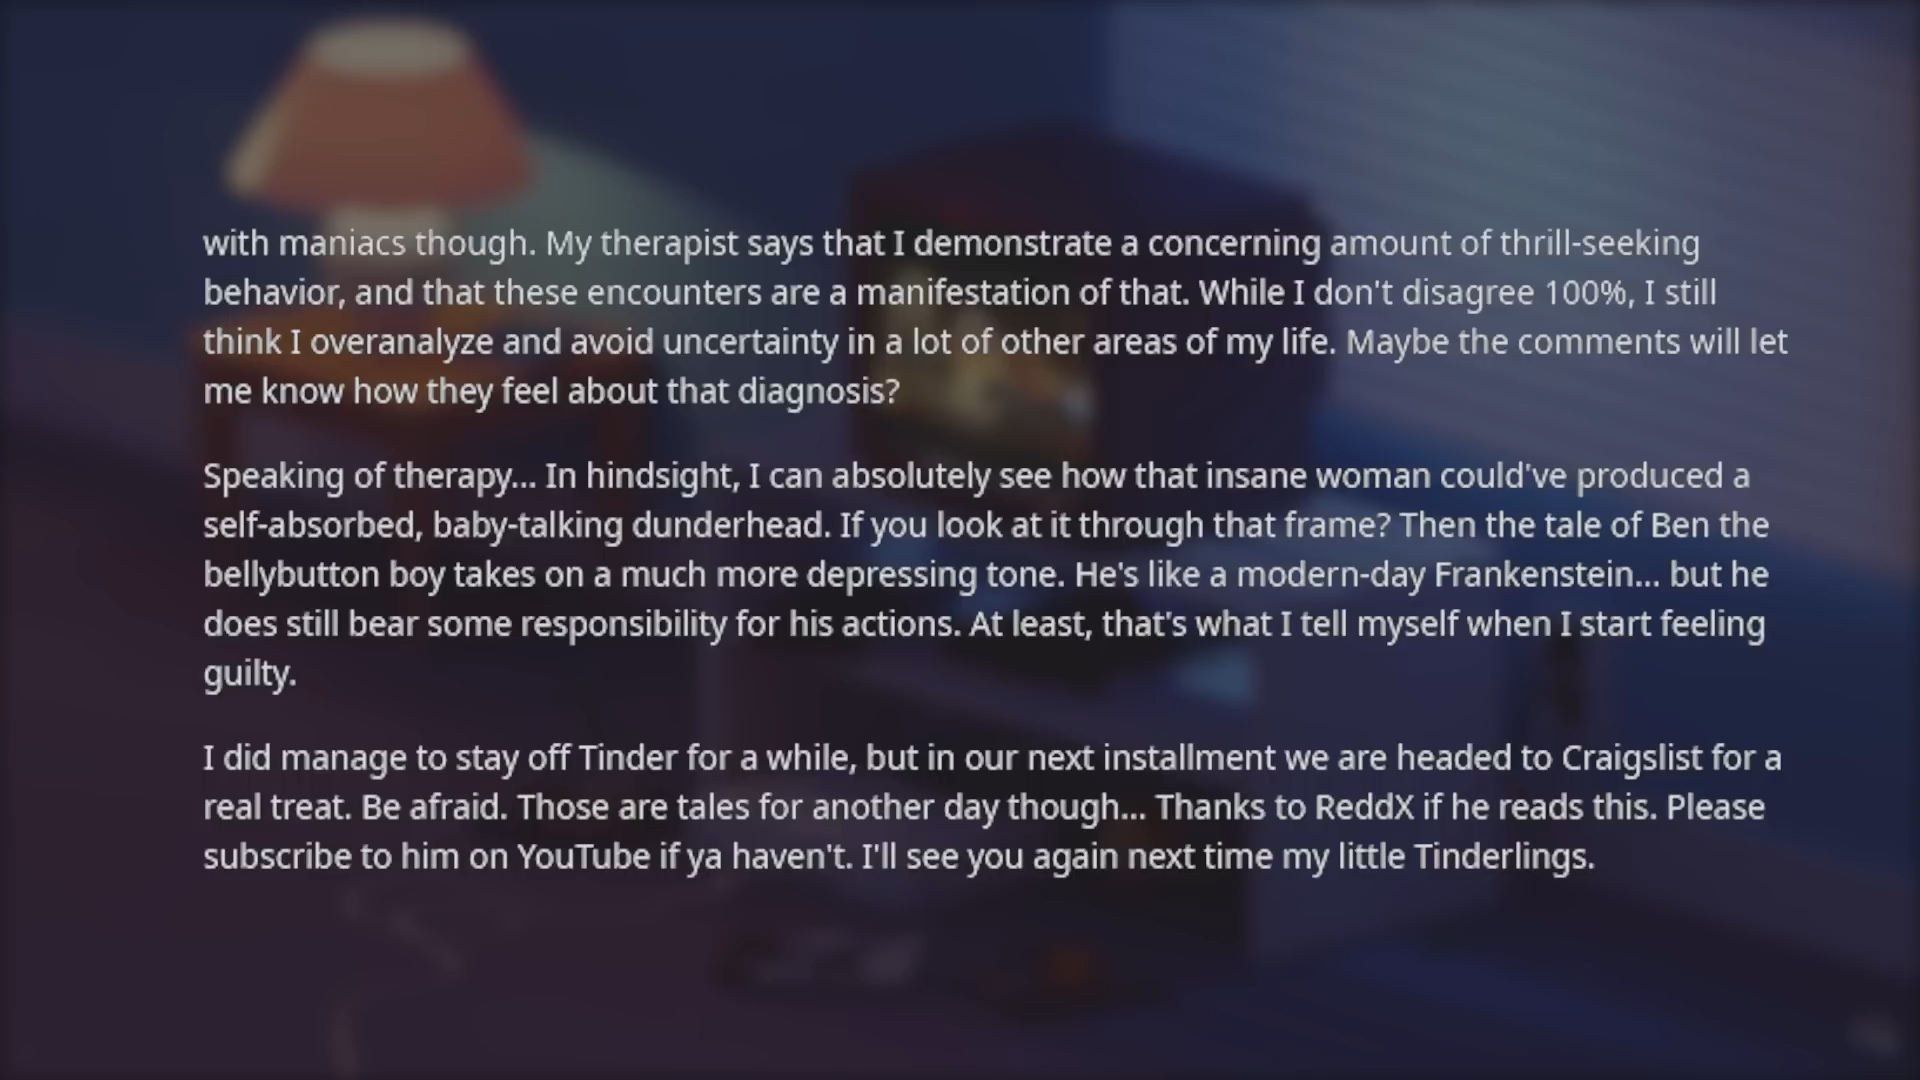 with maniacs though. My therapist says that I demonstrate a concerning amount of thrill-seeking
behavior, and that these encounters are a manifestation of that. While I don't disagree 100%, I still
think I overanalyze and avoid uncertainty in a lot of other areas of my life. Maybe the comments will let
me know how they feel about that diagnosis?
Speaking of therapy... In hindsight, I can absolutely see how that insane woman could've produced a
self-absorbed, baby-talking dunderhead. If you look at it through that frame? Then the tale of Ben the
bellybutton boy takes on a much more depressing tone. He's like a modern-day Frankenstein... but he
does still bear some responsibility for his actions. At least, that's what I tell myself when I start feeling
guilty.
I did manage to stay off Tinder for a while, but in our next installment we are headed to Craigslist for a
real treat. Be afraid. Those are tales for another day though... Thanks to ReddX if he reads this. Please
subscribe to him on YouTube if ya haven't. I'll see you again next time my little Tinderlings.